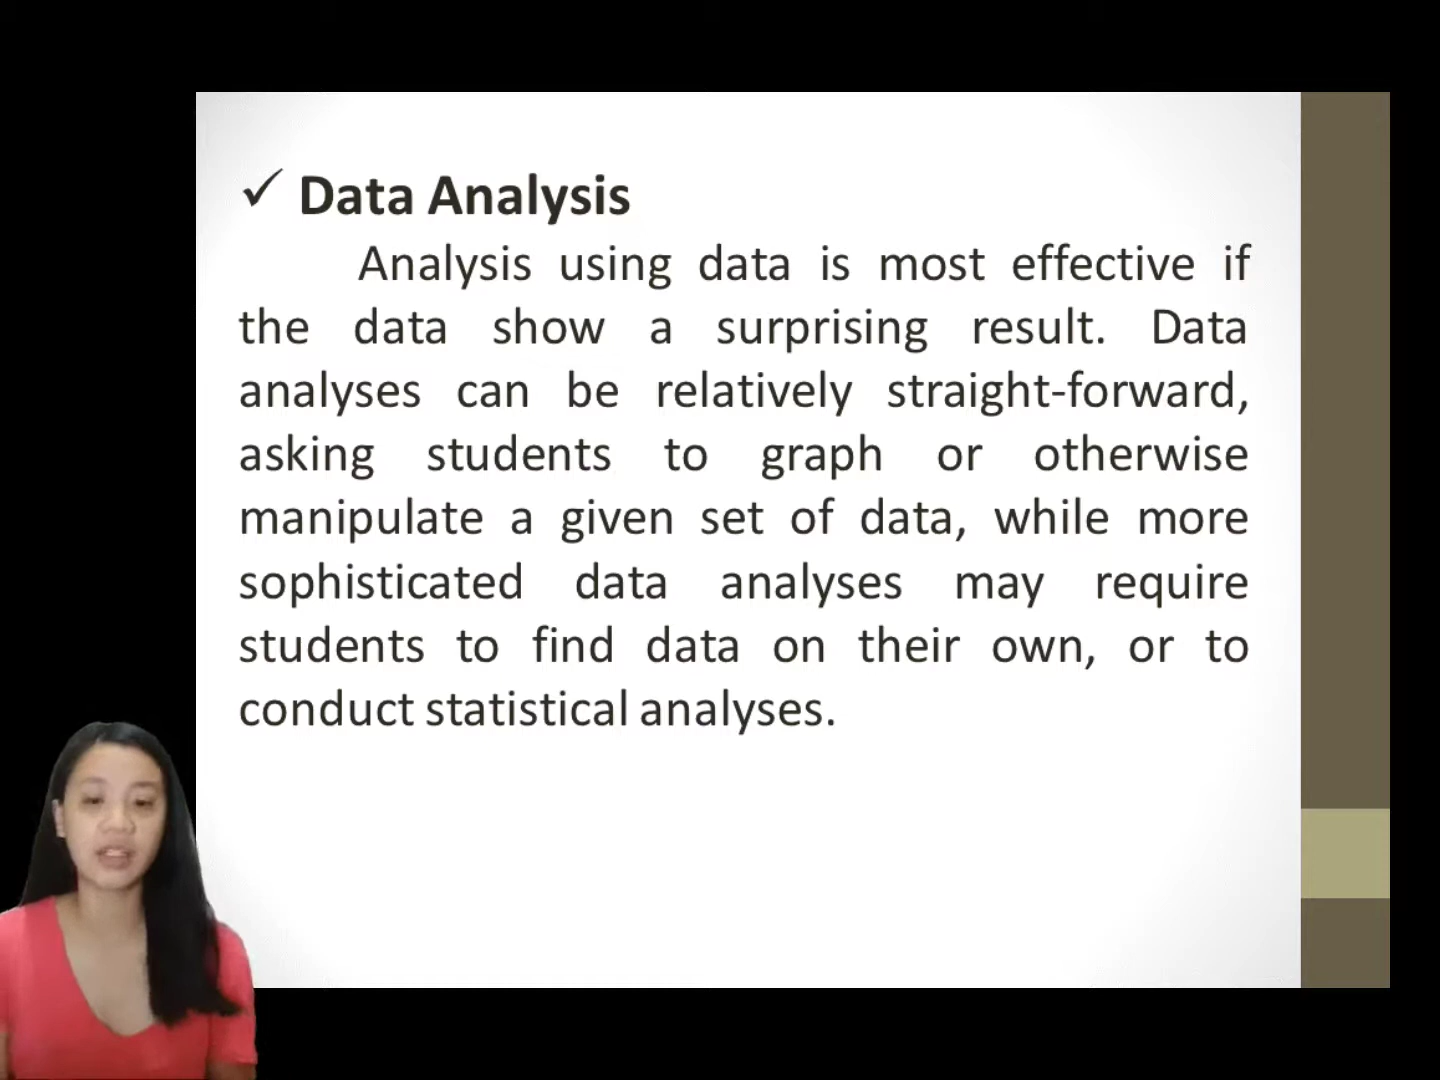 ✓ Data Analysis
Analysis using data is most effective if
the data show a surprising result. Data
analyses can be relatively straight-forward,
asking students to graph or otherwise
manipulate a given set of data, while more
sophisticated data analyses may require
students to find data on their own, or to
conduct statistical analyses.